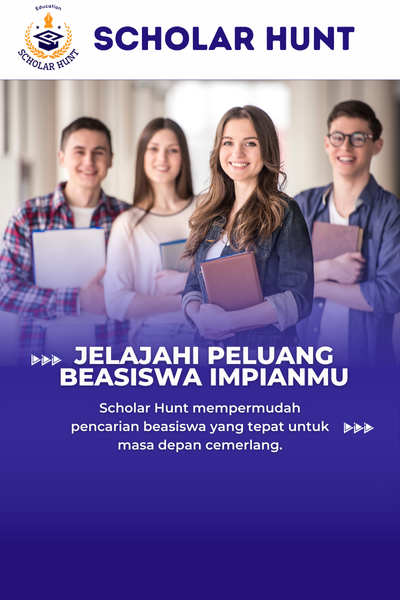 Education
SCHOLAR HUNT
SCHOLAR HUNT
JELAJAHI PELUANG
BEASISWA IMPIANMU
Scholar Hunt mempermudah
pencarian beasiswa yang tepat untuk
masa depan cemerlang.